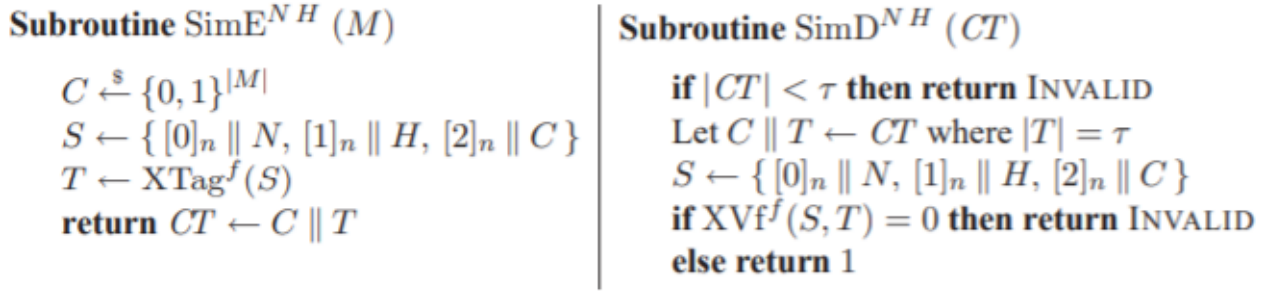 Subroutine SimE^{N H} (M)
C ←$ {0, 1}^{|M|}
S ← { [0]_n ∥ N, [1]_n ∥ H, [2]_n ∥ C }
T ← XTag^f(S)
return CT ← C ∥ T
Subroutine SimD^{N H} (CT)
if |CT| < τ then return INVALID
Let C ∥ T ← CT where |T| = τ
S ← { [0]_n ∥ N, [1]_n ∥ H, [2]_n ∥ C }
if XVf^f(S, T) = 0 then return INVALID
else return 1